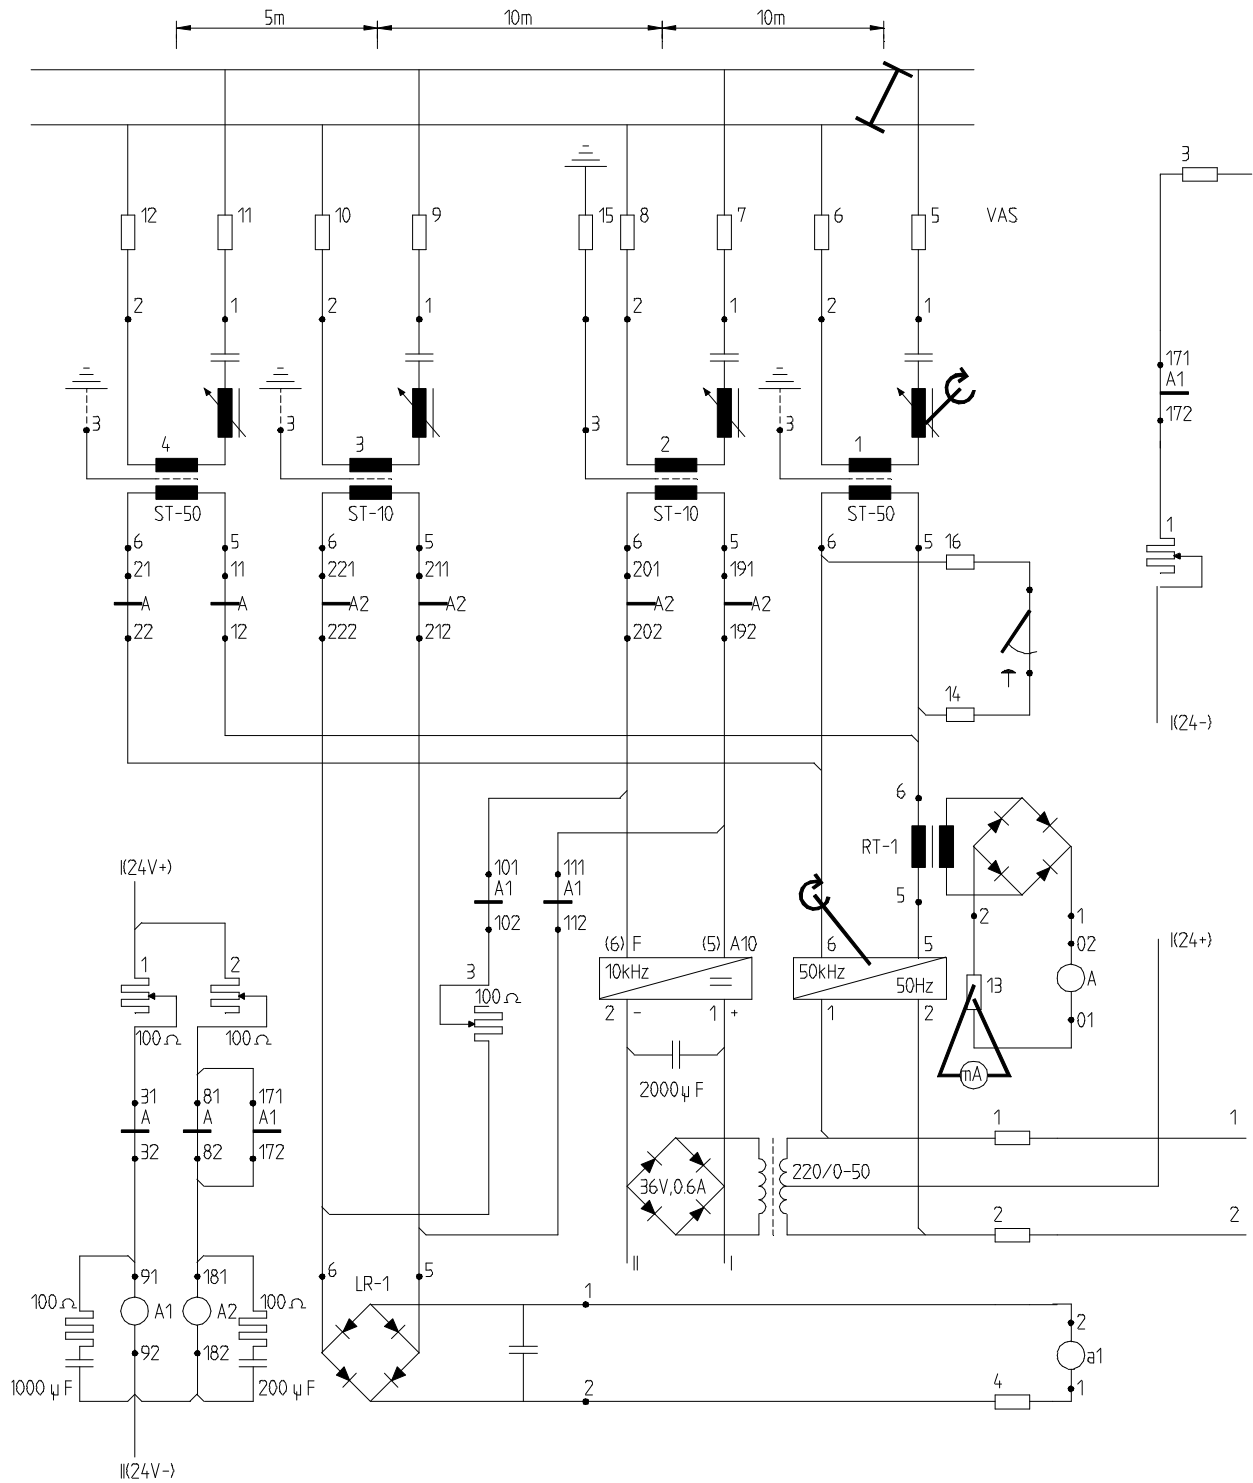 5m 10m 10m
3
12 11 10 9 15 8 7 6 5 VAS
2 1 2 1 2 1 2 1
171
A1
172
3 3 3 3
4 3 2 1
ST-50 ST-10 ST-10 ST-50
1
6 5 6 5 6 5 6 5 16
21 11 221 211 201 191
A A A2 A2 A2 A2
22 12 222 212 202 192
14
I(24-)
6
RT-1
I(24V+)
101 111
A1 A1
102 112
5 2 1
02
I(24+)
(6) F (5) A10 6 5
1 2 3
10kHz 50kHz
50Hz
13 A
100Ω
2 - 1 + 1 2 01
100Ω 100Ω
mA
2000μF
31 81 171
A A A1
32 82 172
1 1
36V,0.6A 220/0-50
2 2
II I
91 181 6 LR-1 5
1
100Ω A1 A2 100Ω
2
92 182
a1
1000μF 200μF
2 4 1
II(24V-)